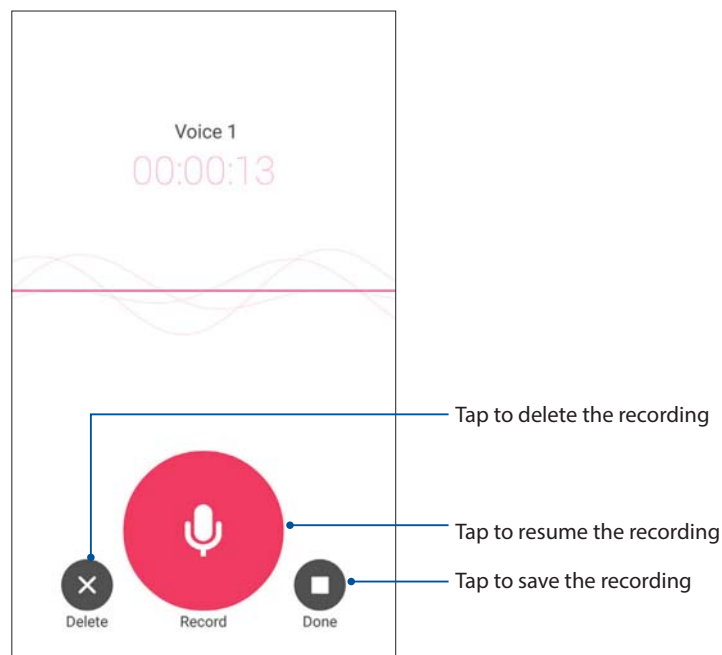 Voice 1
00:00:13
Tap to delete the recording
Tap to resume the recording
Tap to save the recording
Delete
Record
Done